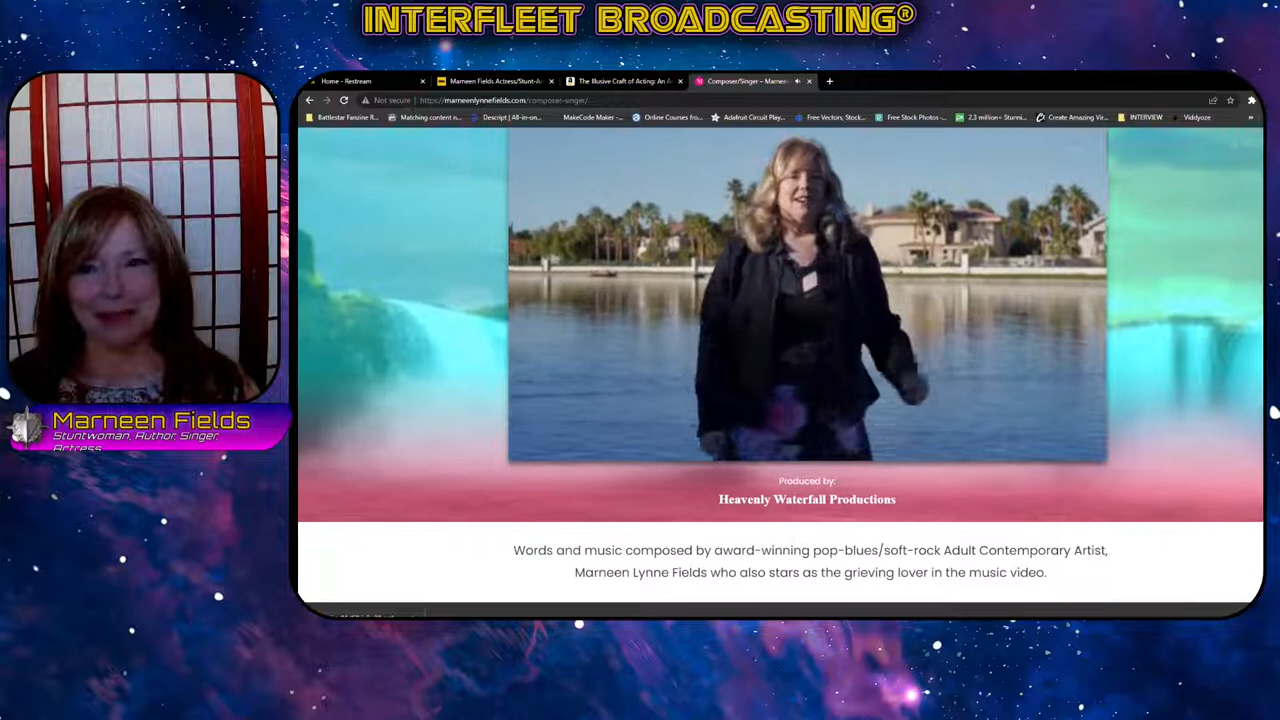 INTERFLEET BROADCASTING®
Home - Restream
Marneen Fields Actress/Stunt-A
The Illusive Craft of Acting: An A
Composer/Singer – Marne
Not secure
https://marneenlynnefields.com/composer-singer/
Battlestar Fanzine R...
Matching content n...
Descript | All-in-on...
MakeCode Maker -...
Online Courses fro...
Adafruit Circuit Play...
Free Vectors, Stock...
Free Stock Photos -...
2.3 million+ Stunni...
Create Amazing Vir...
INTERVIEW
Viddyoze
»
Marneen Fields
Stuntwoman, Author, Singer,
Actress
Produced by:
Heavenly Waterfall Productions
Words and music composed by award-winning pop-blues/soft-rock Adult Contemporary Artist,
Marneen Lynne Fields who also stars as the grieving lover in the music video.